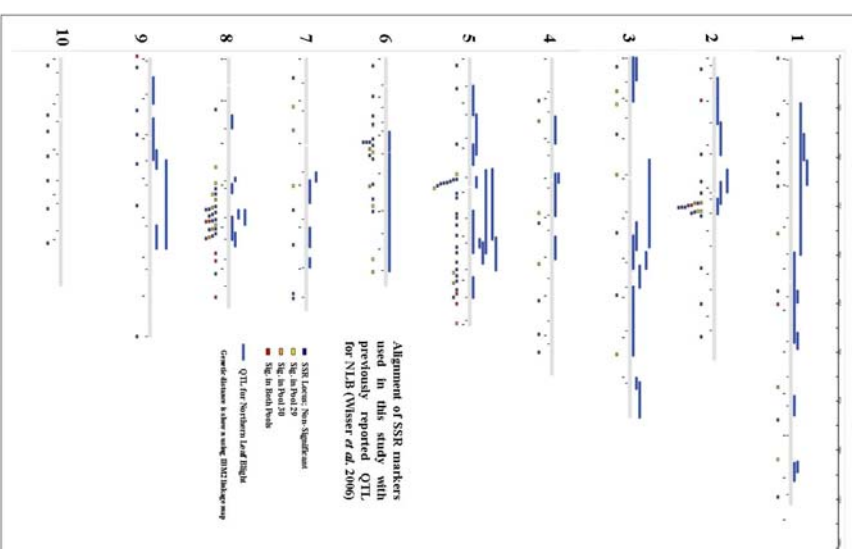 1
2
3
4
5
6
7
8
9
10
Alignment of SSR markers
used in this study with
previously reported QTL
for NLB (Wisser et al. 2006)
SSR Locus; Non-Significant
Sig. in Pool 29
Sig. in Pool 30
Sig. in Both Pools
QTL for Northern Leaf Blight
Genetic distance is shown using IBM2 linkage map